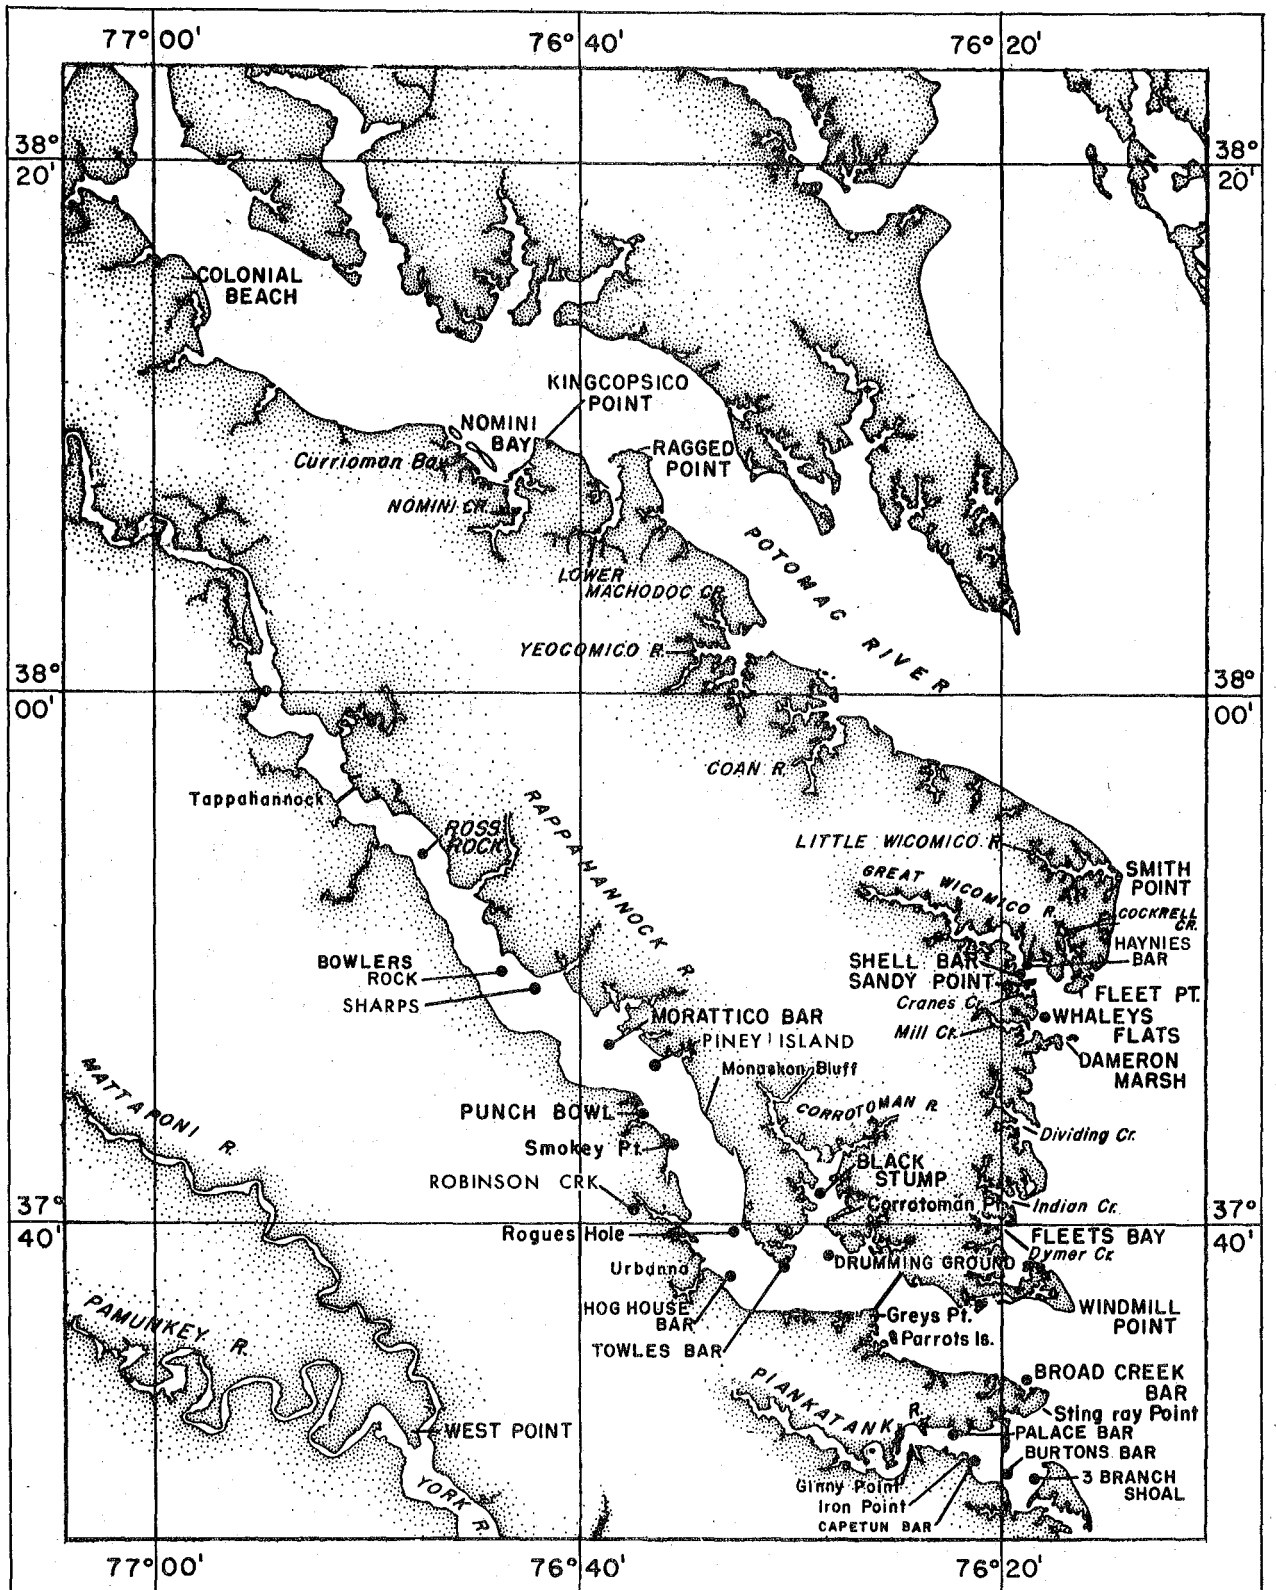 77°00'
76°40'
76°20'
38°
20'
38°
20'
COLONIAL
BEACH
KINGCOPSICO
POINT
NOMINI
BAY
RAGGED
POINT
Currioman Bay
NOMINI CR.
POTOMAC RIVER
LOWER
MACHODOC CR.
YEOCOMICO R.
38°
00'
38°
00'
COAN R.
Tappahannock
ROSS
ROCK
RAPPAHANNOCK R.
LITTLE WICOMICO R.
GREAT WICOMICO R.
SMITH
POINT
COCKRELL
CR.
HAYNIES
BAR
BOWLERS
ROCK
SHELL BAR
SANDY POINT
SHARPS
Cranes C.
FLEET PT.
MORATTICO BAR
WHALEYS
FLATS
Mill Cr.
PINEY ISLAND
DAMERON
MARSH
Monaskon Bluff
MATTAPONI R.
CORROTOMAN R.
PUNCH BOWL
Dividing Cr.
Smokey Pt.
BLACK
STUMP
ROBINSON CRK
Corrotoman Pt.
Indian Cr.
37°
40'
37°
40'
Rogues Hole
FLEETS BAY
Dymer Cr.
Urbanna
DRUMMING GROUND
HOG HOUSE
BAR
WINDMILL
POINT
PAMUNKEY R.
Greys Pt.
Parrots Is.
TOWLES BAR
BROAD CREEK
BAR
PIANKATANK R.
Sting ray Point
WEST POINT
PALACE BAR
BURTONS BAR
3 BRANCH
SHOAL
YORK R.
Ginny Point
Iron Point
CAPETUN BAR
77°00'
76°40'
76°20'